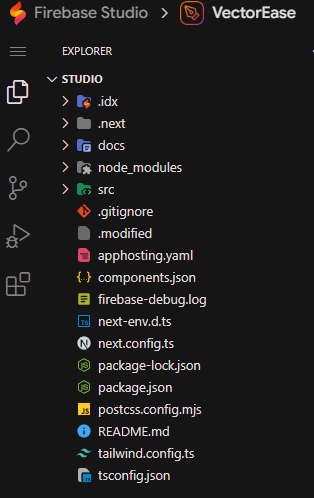 Firebase Studio > VectorEase
EXPLORER
STUDIO
.idx
.next
docs
node_modules
src
.gitignore
.modified
apphosting.yaml
components.json
firebase-debug.log
next-env.d.ts
next.config.ts
package-lock.json
package.json
postcss.config.mjs
README.md
tailwind.config.ts
tsconfig.json